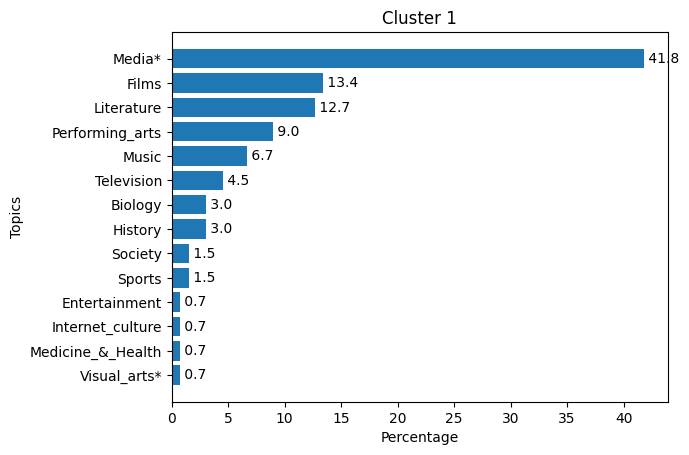 Cluster 1
Topics
Media* 41.8
Films 13.4
Literature 12.7
Performing_arts 9.0
Music 6.7
Television 4.5
Biology 3.0
History 3.0
Society 1.5
Sports 1.5
Entertainment 0.7
Internet_culture 0.7
Medicine_&_Health 0.7
Visual_arts* 0.7
0 5 10 15 20 25 30 35 40
Percentage